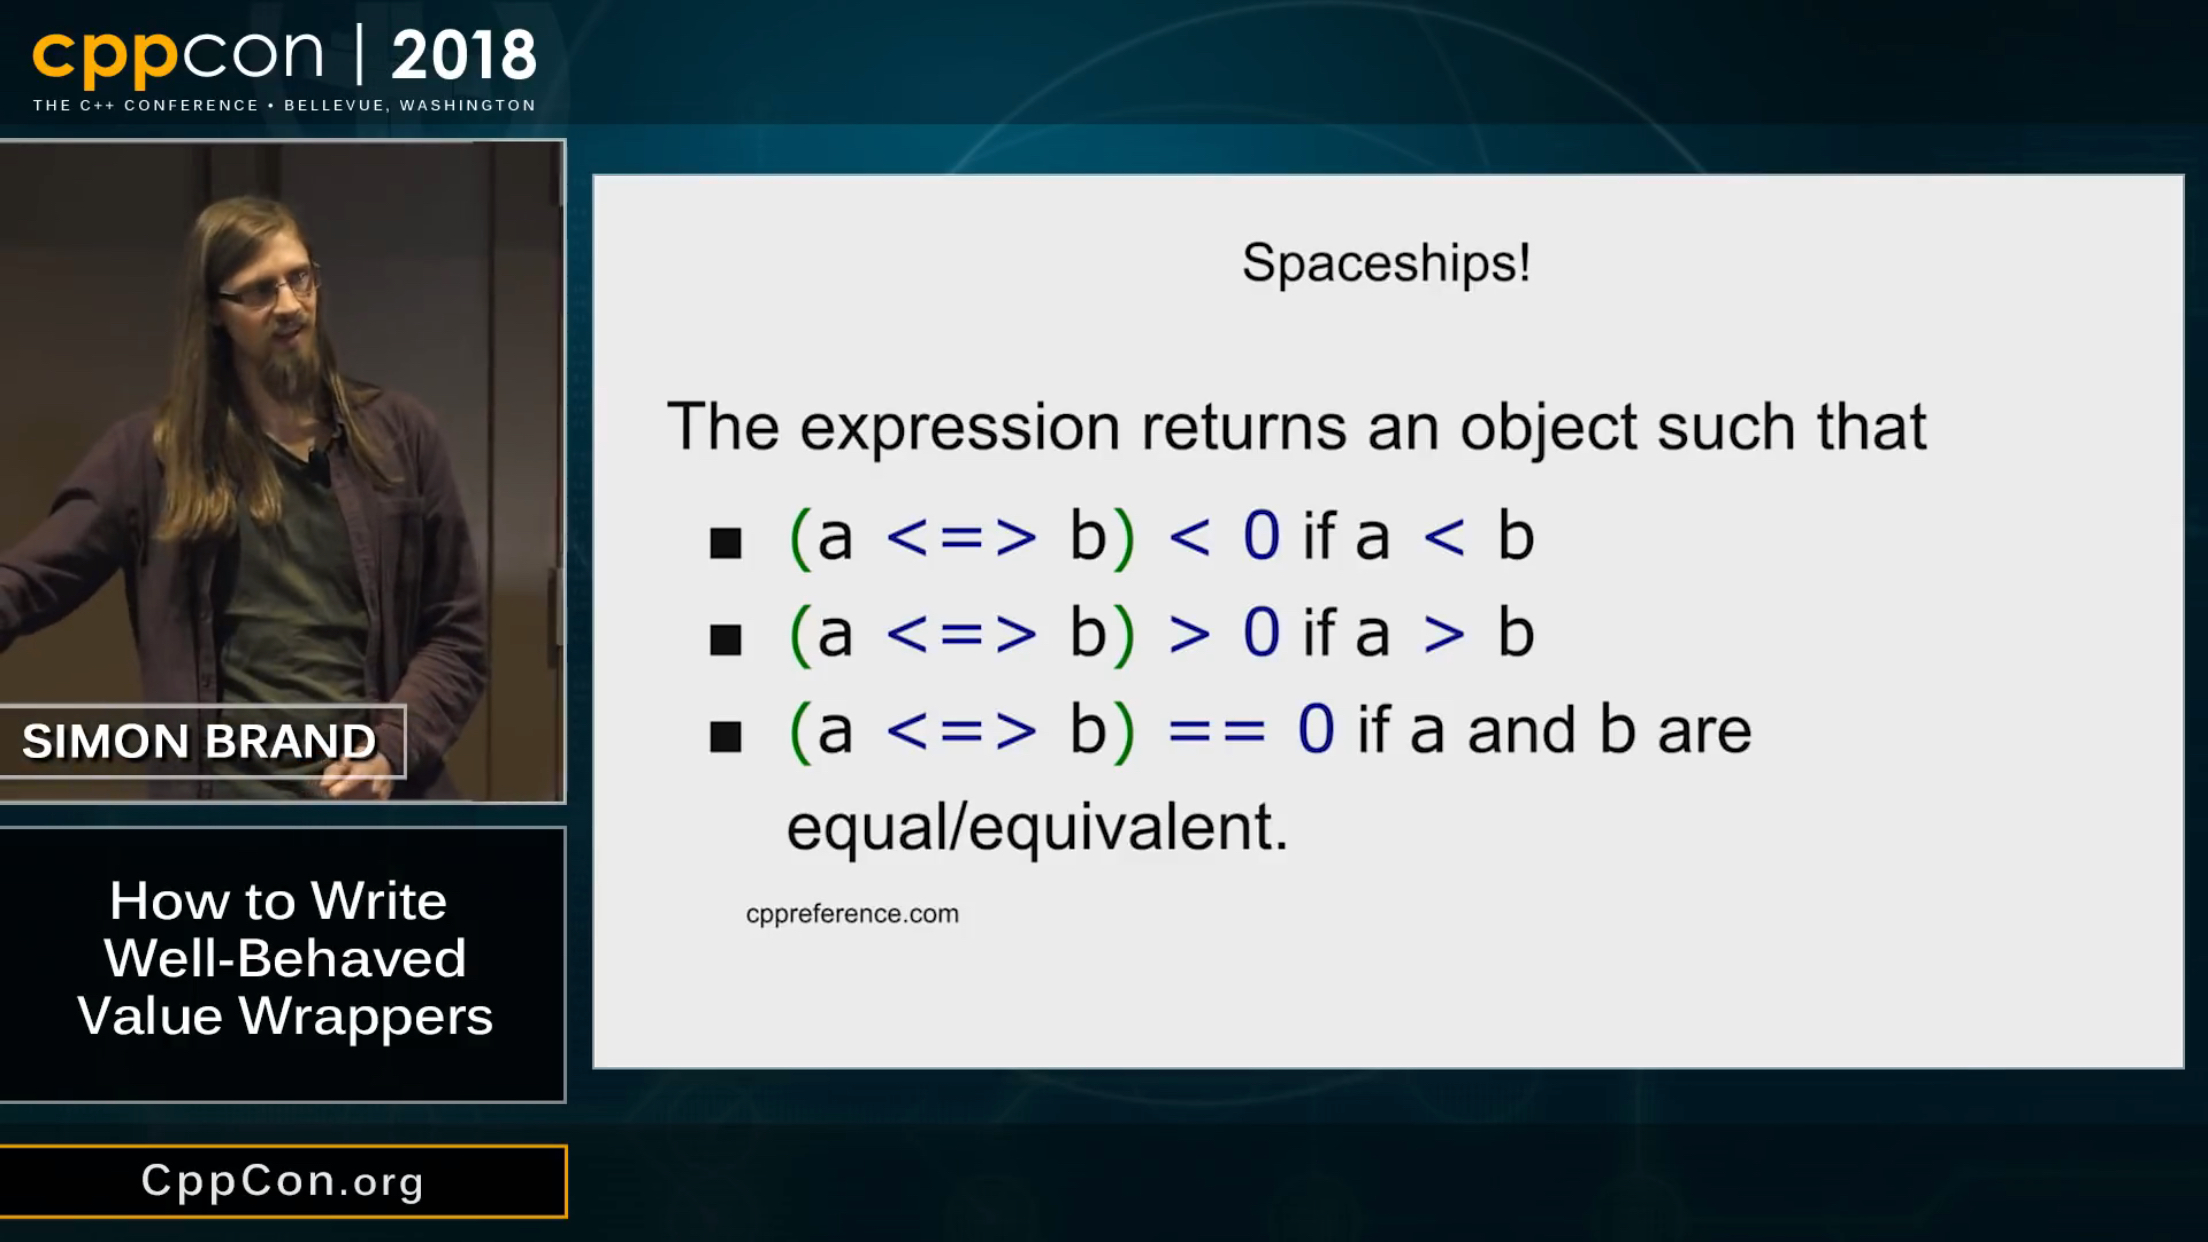 cppcon | 2018
THE C++ CONFERENCE • BELLEVUE, WASHINGTON
SIMON BRAND
How to Write
Well-Behaved
Value Wrappers
CppCon.org
Spaceships!
The expression returns an object such that
▪ (a <=> b) < 0 if a < b
▪ (a <=> b) > 0 if a > b
▪ (a <=> b) == 0 if a and b are
equal/equivalent.
cppreference.com